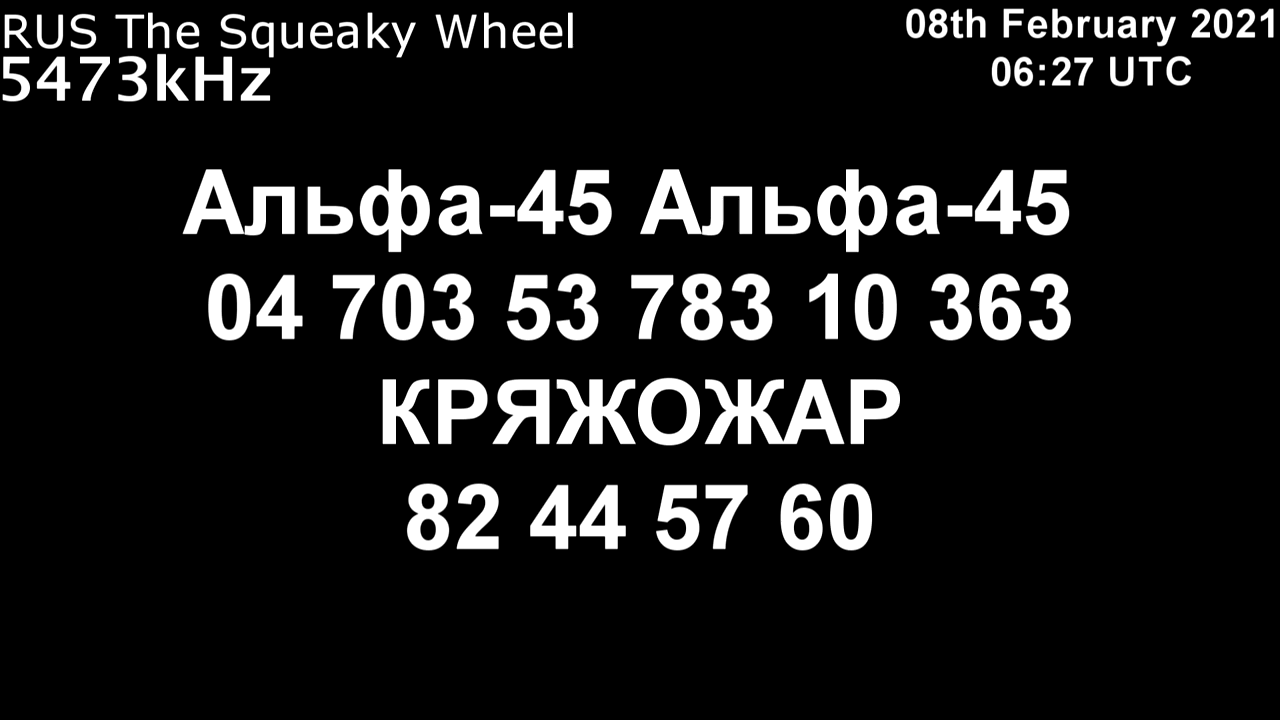 RUS The Squeaky Wheel
5473kHz
08th February 2021
06:27 UTC
Альфа-45 Альфа-45
04 703 53 783 10 363
КРЯЖОЖАР
82 44 57 60